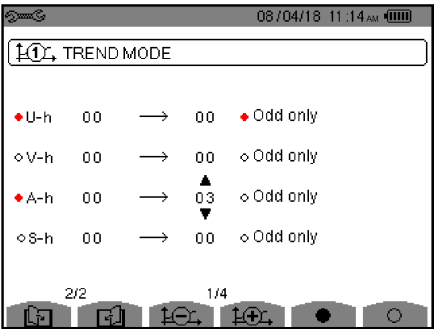 08/04/18 11:14 AM
1 TREND MODE
U-h 00 → 00 Odd only
V-h 00 → 00 Odd only
A-h 00 → 03 Odd only
S-h 00 → 00 Odd only
2/2 1/4